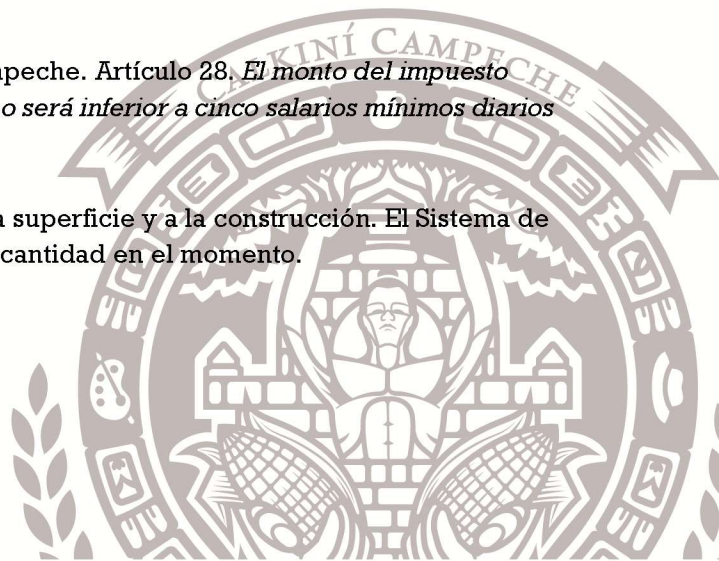 CALKINÍ CAMPECHE
mpeche. Artículo 28. El monto del impuesto
o será inferior a cinco salarios mínimos diarios
a superficie y a la construcción. El Sistema de
cantidad en el momento.